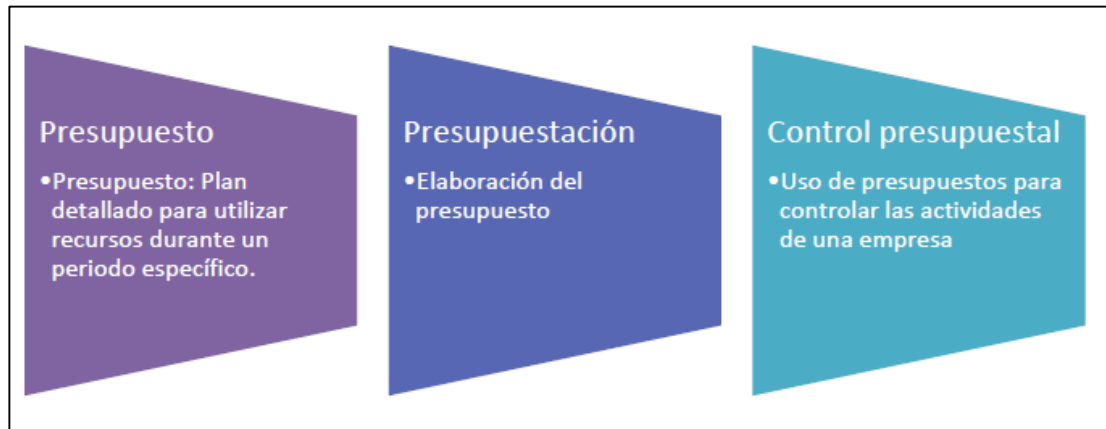 Presupuesto
•Presupuesto: Plan
detallado para utilizar
recursos durante un
periodo específico.
Presupuestación
•Elaboración del
presupuesto
Control presupuestal
•Uso de presupuestos para
controlar las actividades
de una empresa